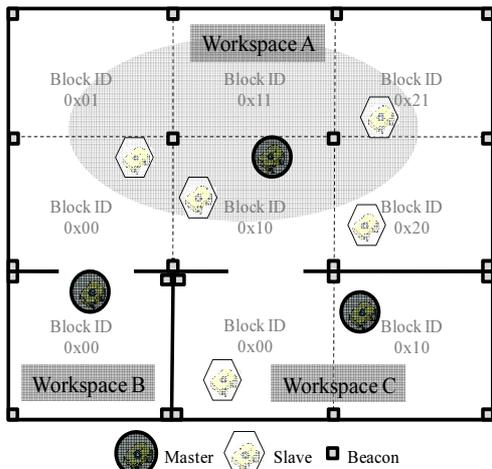 Workspace A
Block ID
0x01
Block ID
0x11
Block ID
0x21
Block ID
0x00
Block ID
0x10
Block ID
0x20
Block ID
0x00
Block ID
0x00
Block ID
0x10
Workspace B
Workspace C
Master
Slave
Beacon